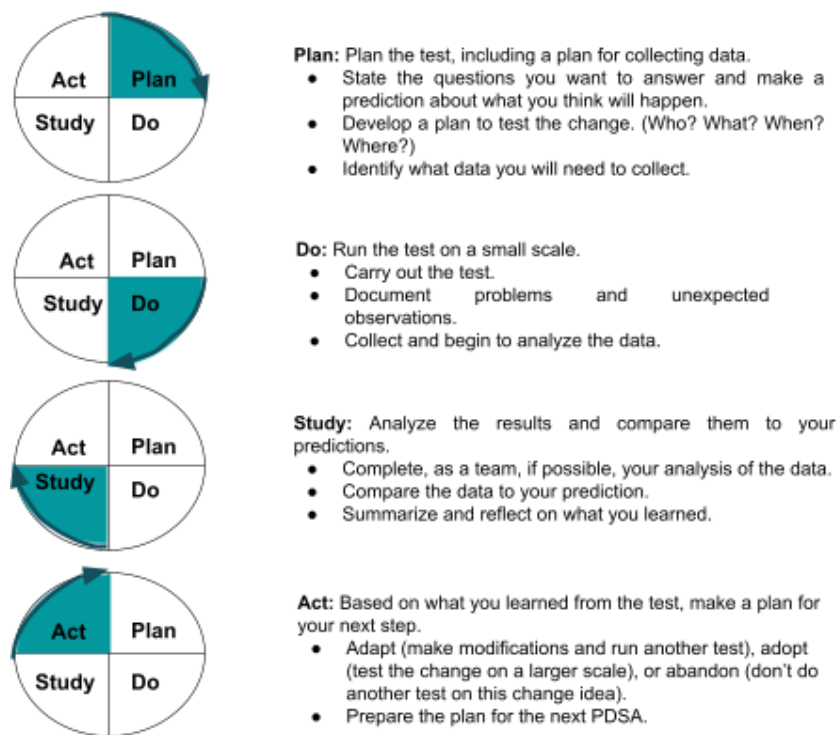 Act Plan
Study Do
Plan: Plan the test, including a plan for collecting data.
● State the questions you want to answer and make a
prediction about what you think will happen.
● Develop a plan to test the change. (Who? What? When?
Where?)
● Identify what data you will need to collect.
Act Plan
Study Do
Do: Run the test on a small scale.
● Carry out the test.
● Document problems and unexpected
observations.
● Collect and begin to analyze the data.
Act Plan
Study Do
Study: Analyze the results and compare them to your
predictions.
● Complete, as a team, if possible, your analysis of the data.
● Compare the data to your prediction.
● Summarize and reflect on what you learned.
Act Plan
Study Do
Act: Based on what you learned from the test, make a plan for
your next step.
● Adapt (make modifications and run another test), adopt
(test the change on a larger scale), or abandon (don't do
another test on this change idea).
● Prepare the plan for the next PDSA.